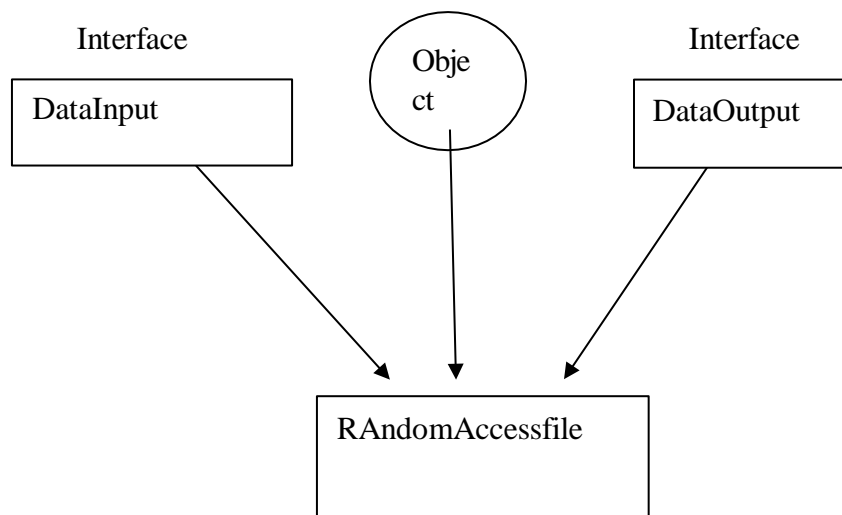 Interface
Interface
Obje
ct
DataInput
DataOutput
RAndomAccessfile